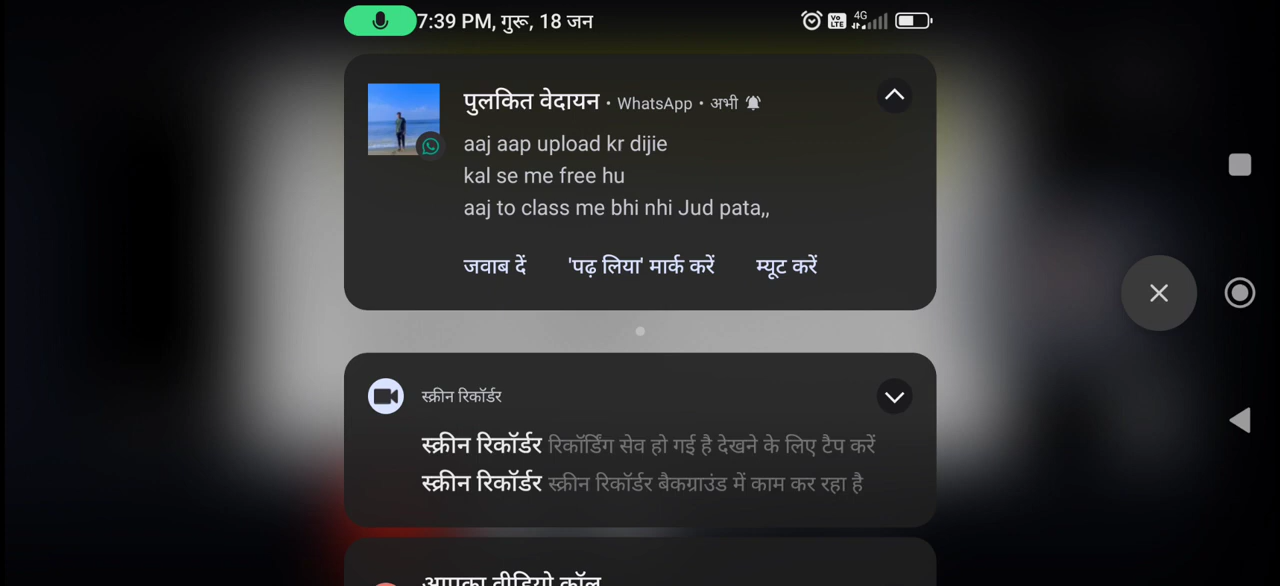 7:39 PM, गुरू, 18 जन
4G
Vo LTE
पुलकित वेदायन • WhatsApp • अभी
aaj aap upload kr dijie
kal se me free hu
aaj to class me bhi nhi Jud pata,,
जवाब दें 'पढ़ लिया' मार्क करें म्यूट करें
स्क्रीन रिकॉर्डर
स्क्रीन रिकॉर्डर रिकॉर्डिंग सेव हो गई है देखने के लिए टैप करें
स्क्रीन रिकॉर्डर स्क्रीन रिकॉर्डर बैकग्राउंड में काम कर रहा है
आपका वीडियो कॉल